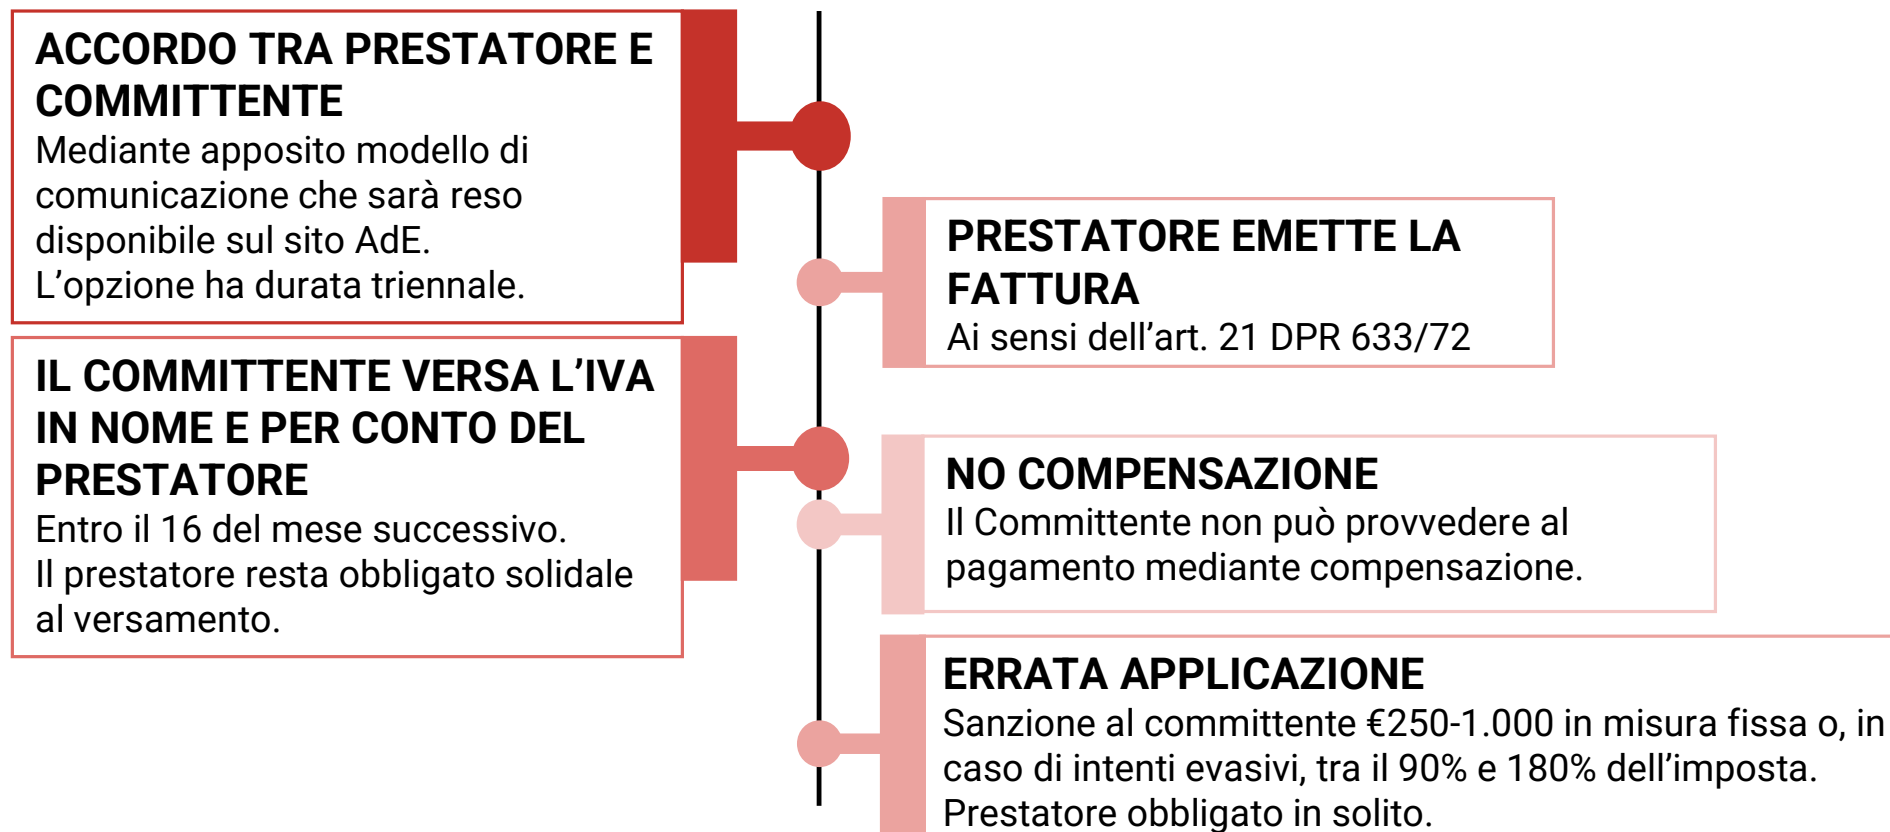 ACCORDO TRA PRESTATORE E
COMMITTENTE
Mediante apposito modello di
comunicazione che sarà reso
disponibile sul sito AdE.
L’opzione ha durata triennale.
PRESTATORE EMETTE LA
FATTURA
Ai sensi dell’art. 21 DPR 633/72
IL COMMITTENTE VERSA L’IVA
IN NOME E PER CONTO DEL
PRESTATORE
Entro il 16 del mese successivo.
Il prestatore resta obbligato solidale
al versamento.
NO COMPENSAZIONE
Il Committente non può provvedere al
pagamento mediante compensazione.
ERRATA APPLICAZIONE
Sanzione al committente €250-1.000 in misura fissa o, in
caso di intenti evasivi, tra il 90% e 180% dell’imposta.
Prestatore obbligato in solito.